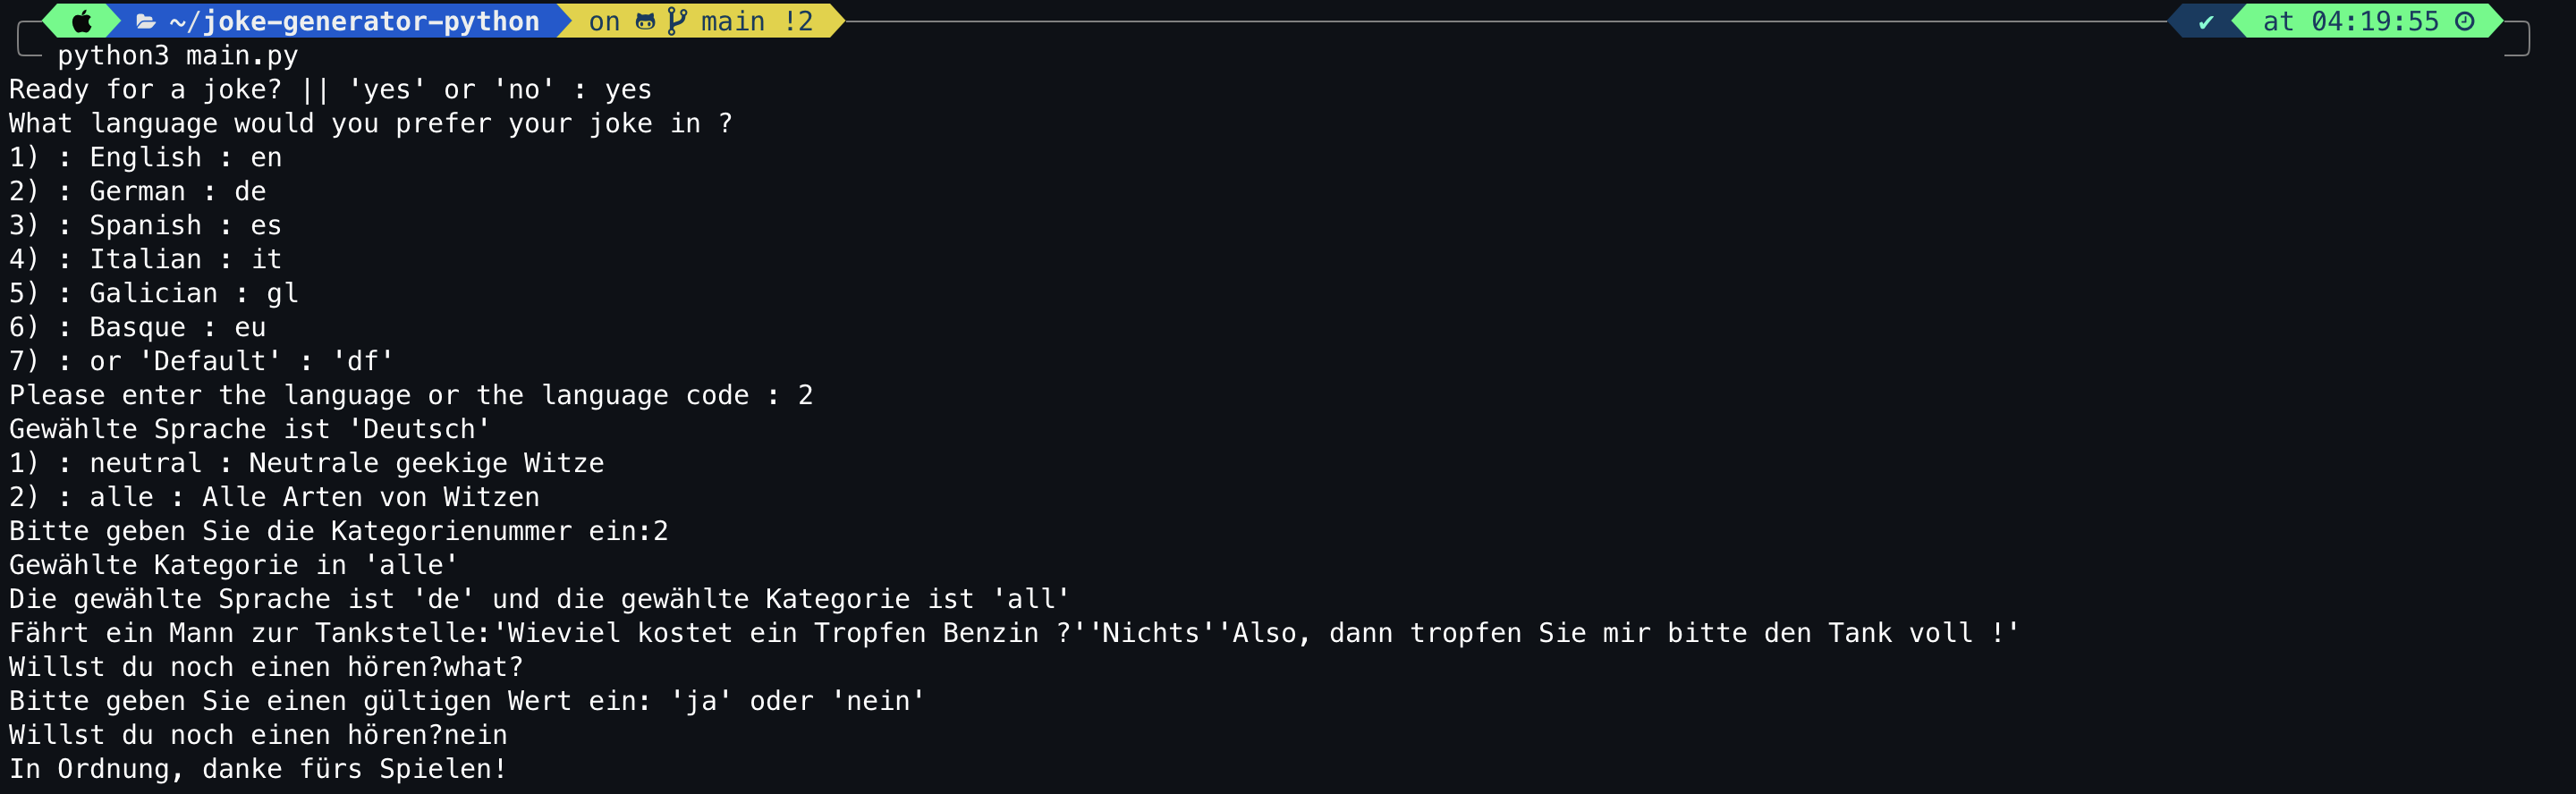 ~/joke-generator-python on main !2 ✔ at 04:19:55
python3 main.py
Ready for a joke? || 'yes' or 'no' : yes
What language would you prefer your joke in ?
1) : English : en
2) : German : de
3) : Spanish : es
4) : Italian : it
5) : Galician : gl
6) : Basque : eu
7) : or 'Default' : 'df'
Please enter the language or the language code : 2
Gewählte Sprache ist 'Deutsch'
1) : neutral : Neutrale geekige Witze
2) : alle : Alle Arten von Witzen
Bitte geben Sie die Kategorienummer ein:2
Gewählte Kategorie in 'alle'
Die gewählte Sprache ist 'de' und die gewählte Kategorie ist 'all'
Fährt ein Mann zur Tankstelle:'Wieviel kostet ein Tropfen Benzin ?''Nichts''Also, dann tropfen Sie mir bitte den Tank voll !'
Willst du noch einen hören?what?
Bitte geben Sie einen gültigen Wert ein: 'ja' oder 'nein'
Willst du noch einen hören?nein
In Ordnung, danke fürs Spielen!